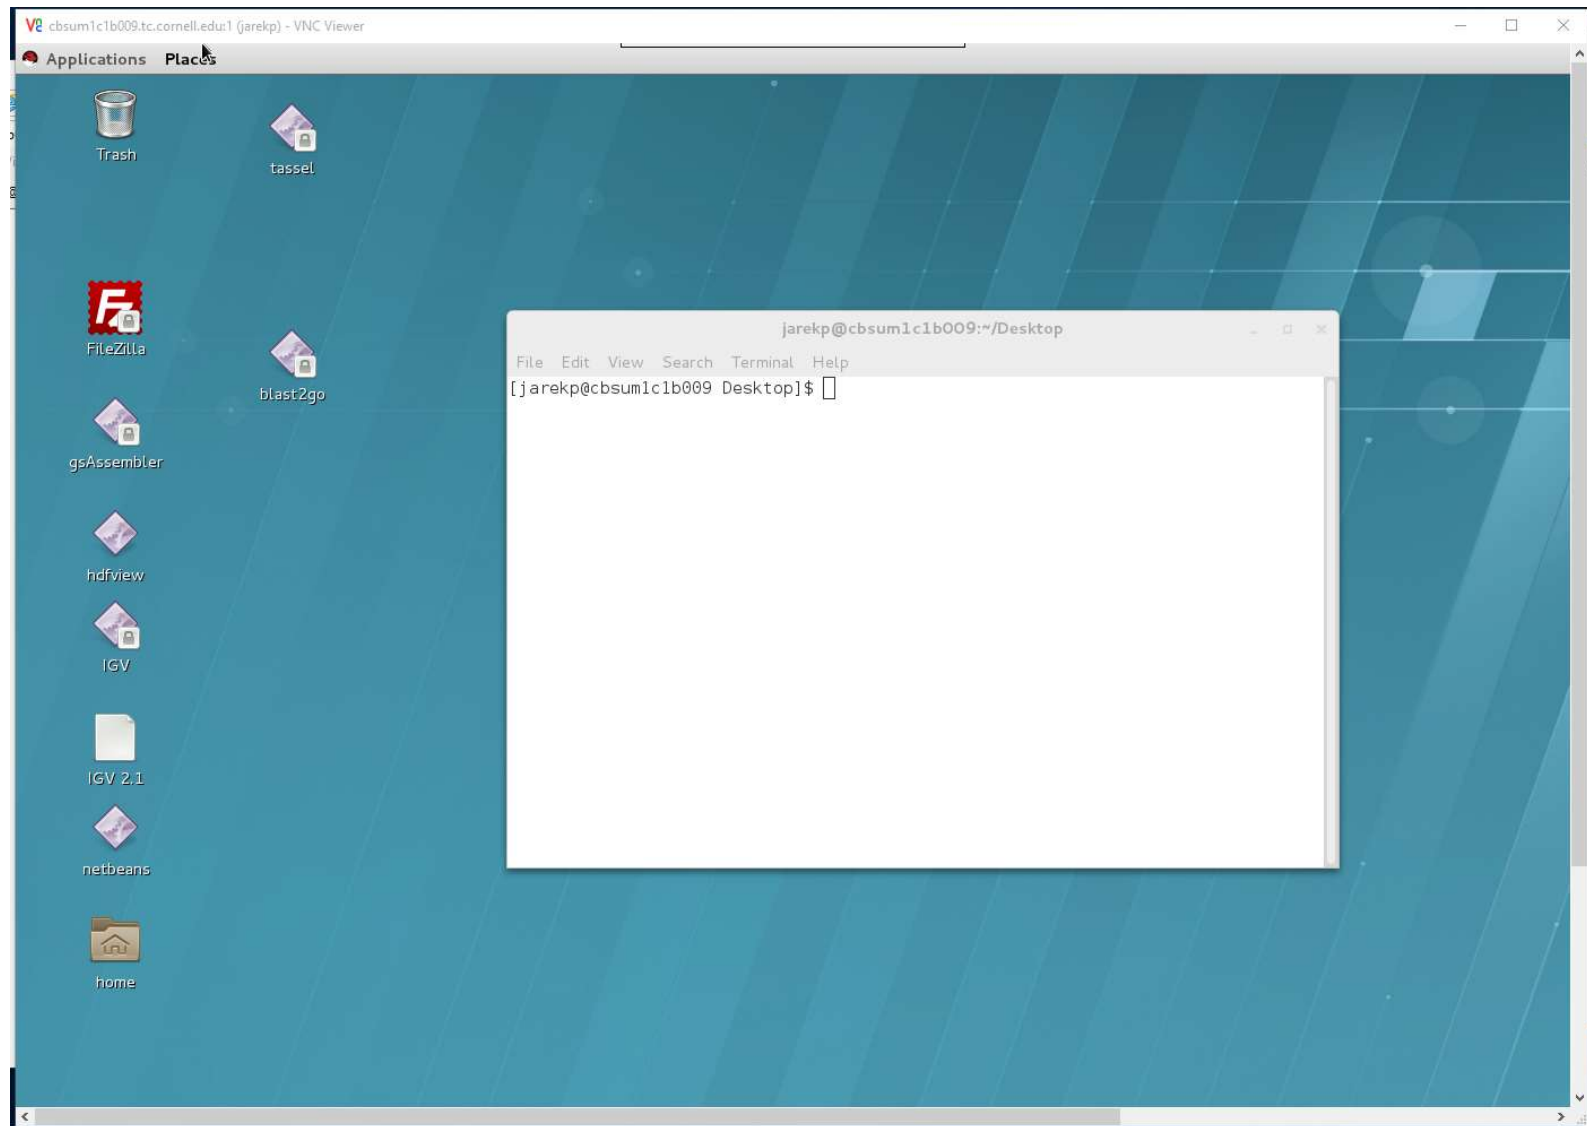 cbsum1c1b009.tc.cornell.edu:1 (jarekp) - VNC Viewer
Applications Places
Trash
tassel
FileZilla
blast2go
gsAssembler
hdfview
IGV
IGV 2.1
netbeans
home
jarekp@cbsum1c1b009:~/Desktop
File Edit View Search Terminal Help
[jarekp@cbsum1c1b009 Desktop]$